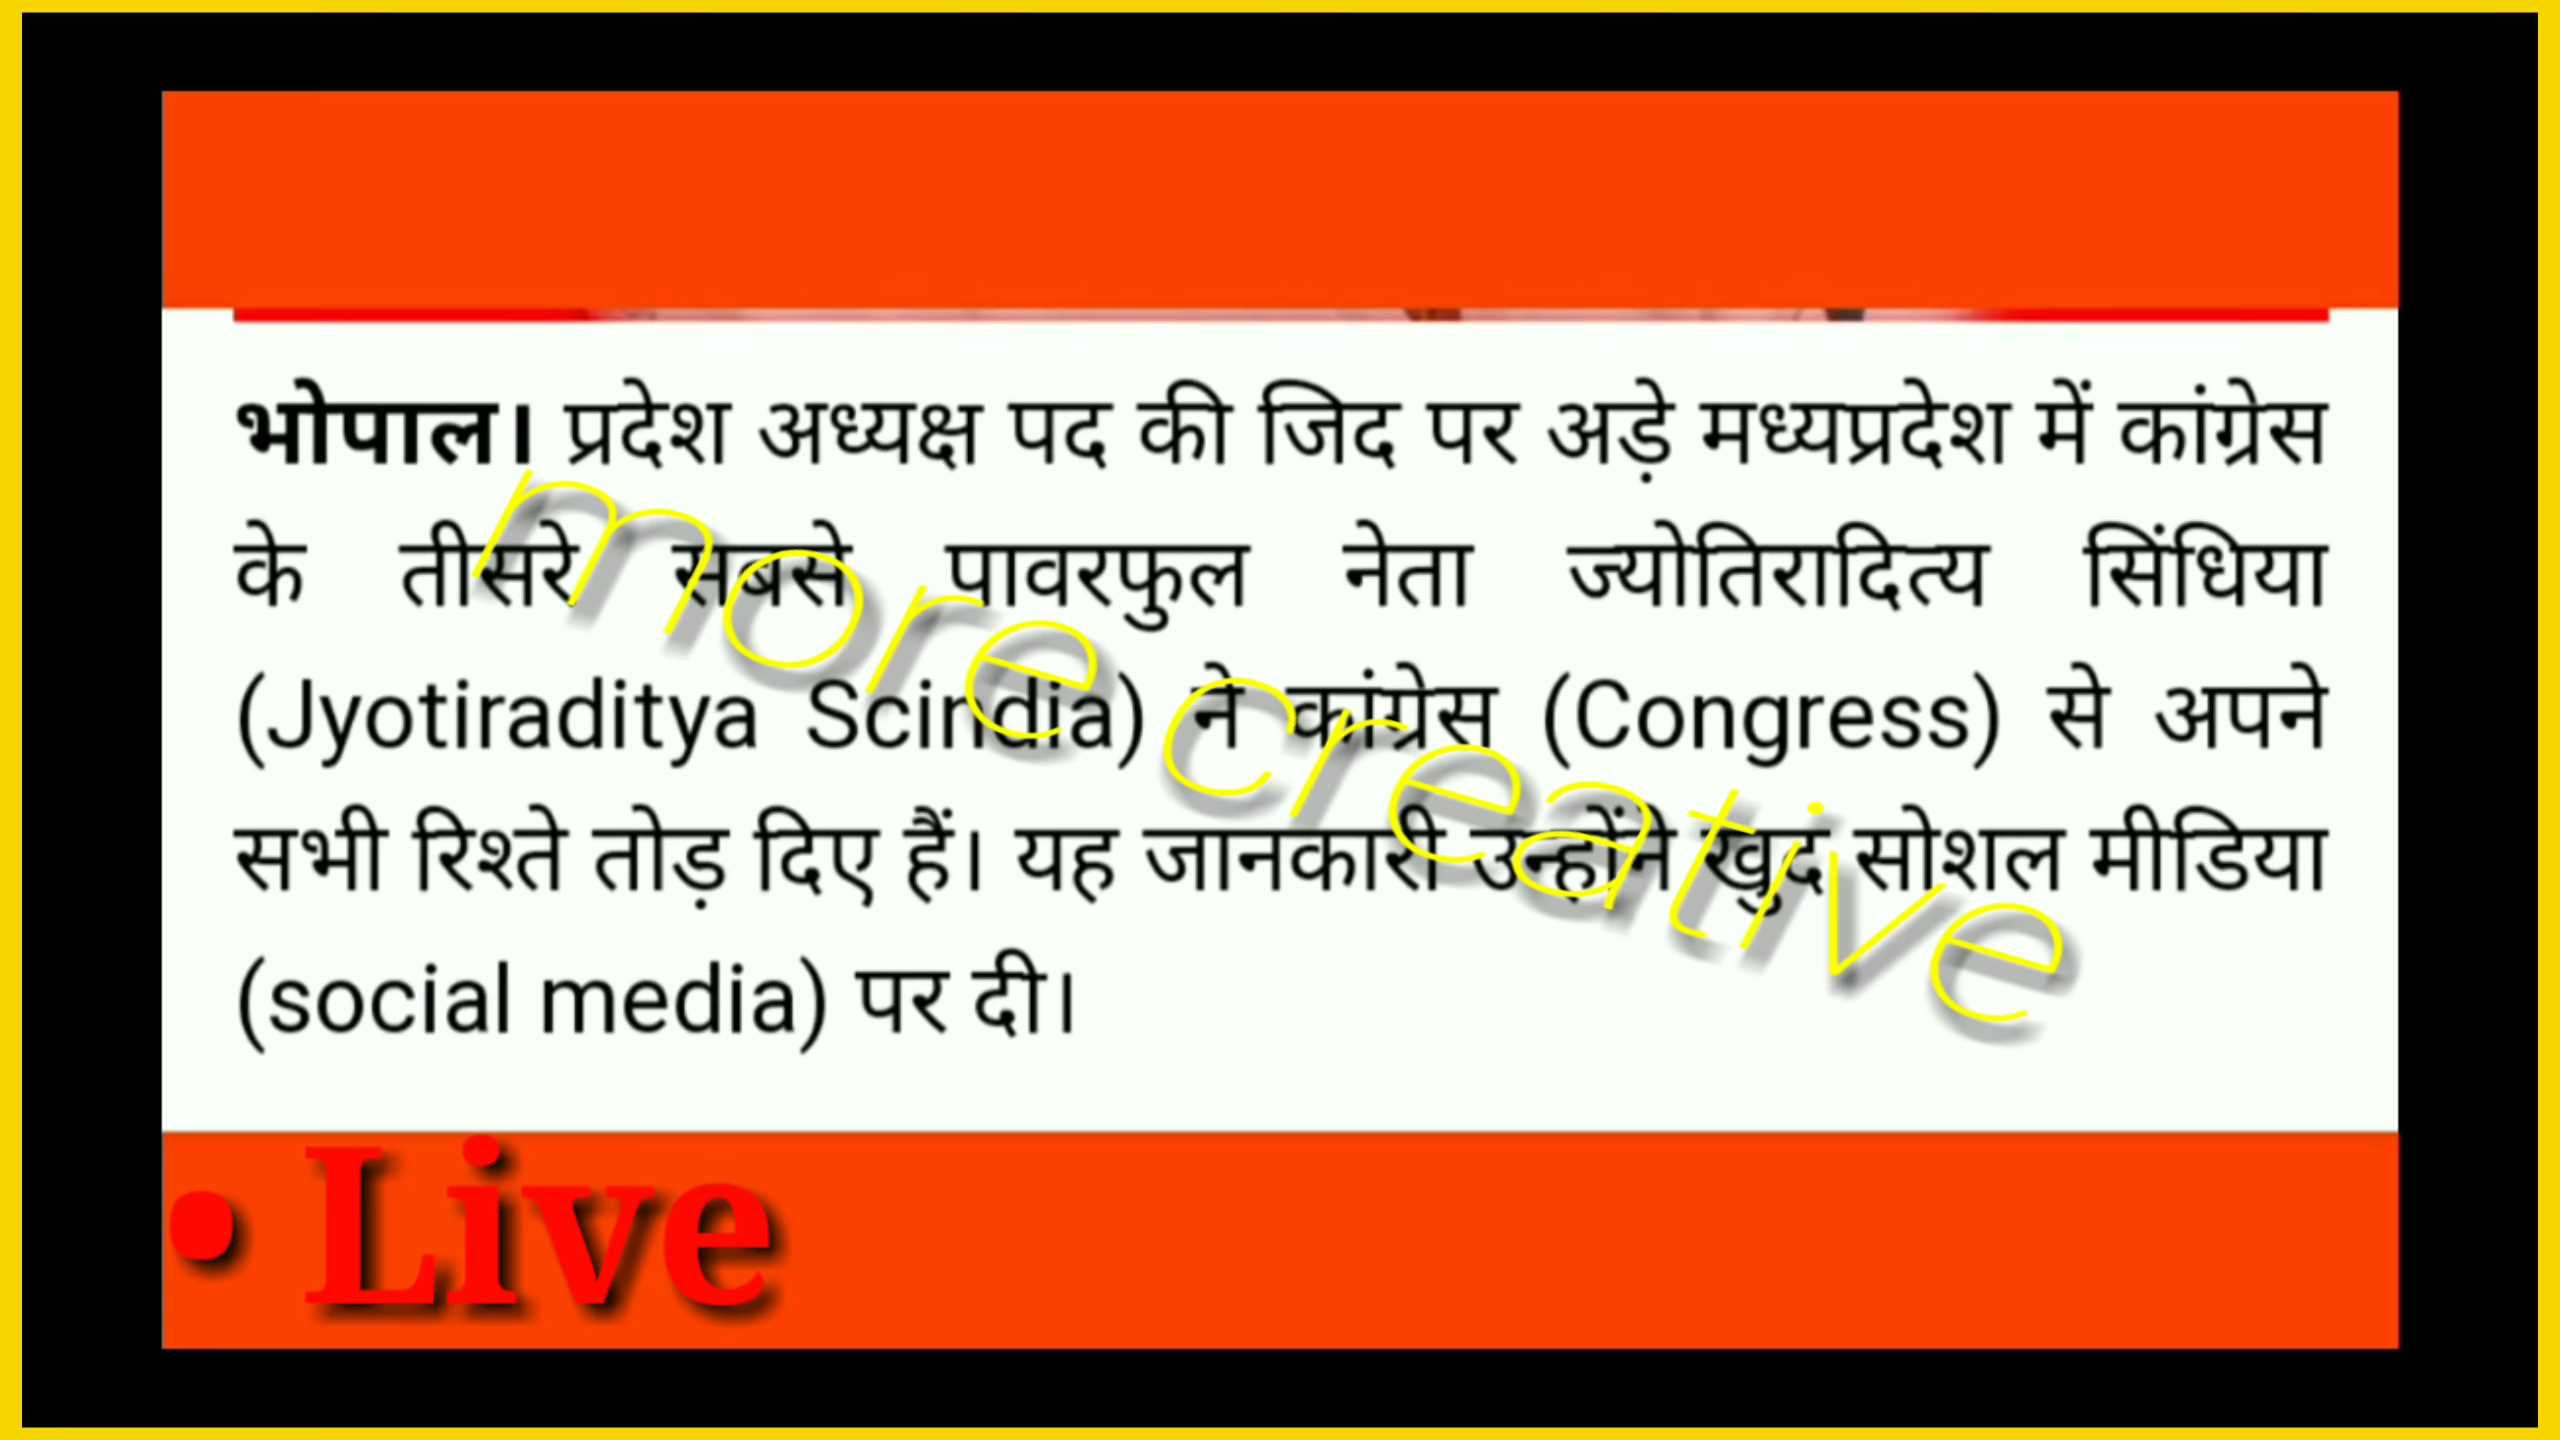 भोपाल। प्रदेश अध्यक्ष पद की जिद पर अड़े मध्यप्रदेश में कांग्रेस
के तीसरे सबसे पावरफुल नेता ज्योतिरादित्य सिंधिया
(Jyotiraditya Scindia) ने कांग्रेस (Congress) से अपने
सभी रिश्ते तोड़ दिए हैं। यह जानकारी उन्होंने खुद सोशल मीडिया
(social media) पर दी।
more creative
• Live